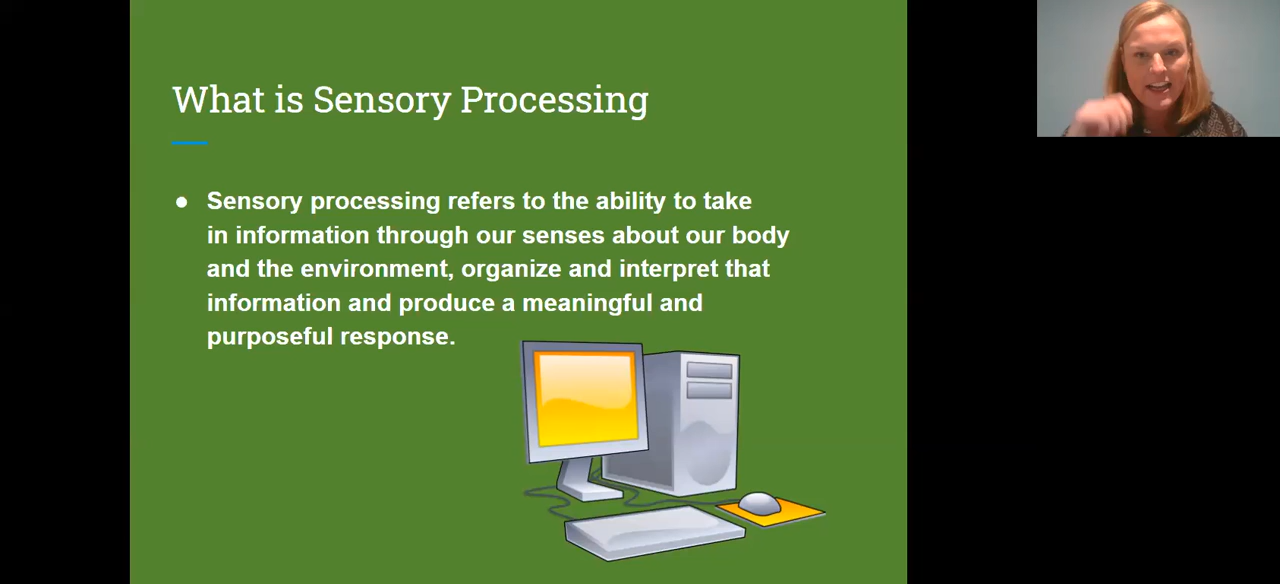 What is Sensory Processing
● Sensory processing refers to the ability to take
in information through our senses about our body
and the environment, organize and interpret that
information and produce a meaningful and
purposeful response.